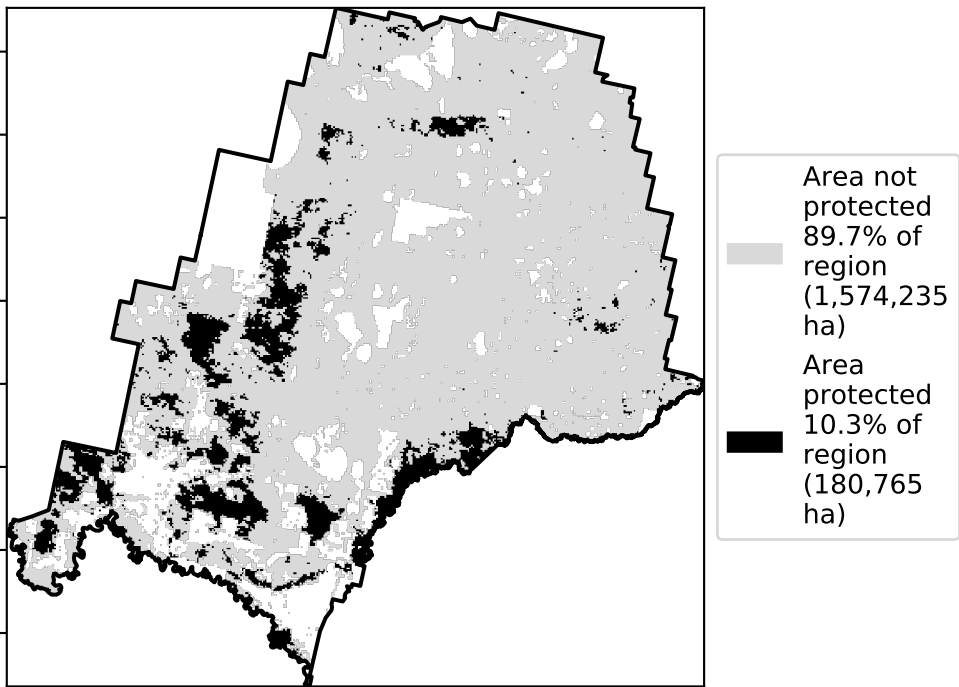 Area not
protected
89.7% of
region
(1,574,235
ha)
Area
protected
10.3% of
region
(180,765
ha)